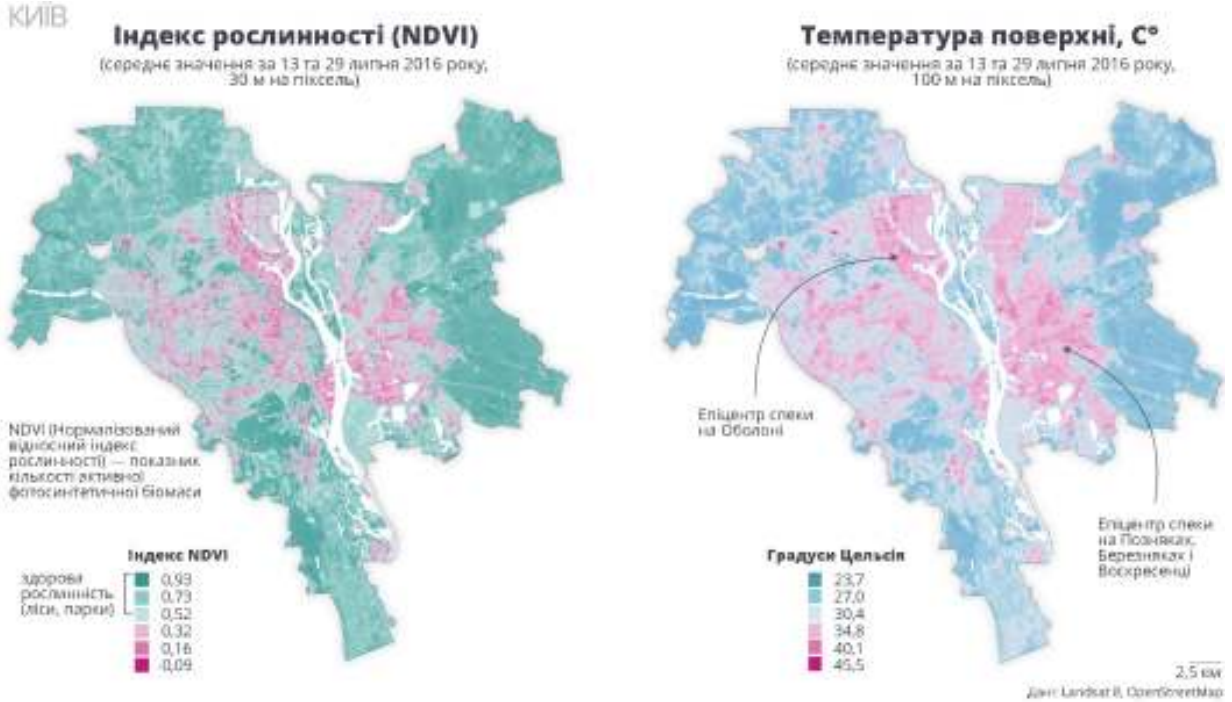 КИЇВ
Індекс рослинності (NDVI)
(середнє значення за 13 та 29 липня 2016 року,
30 м на піксель)
Температура поверхні, C°
(середнє значення за 13 та 29 липня 2016 року,
100 м на піксель)
NDVI (Нормалізований
відносний індекс
рослинності) — показник
кількості активної
фотосинтетичної біомаси
Індекс NDVI
здорова
рослинність
(ліси, парки)
0,93
0,73
0,52
0,32
0,16
-0,09
Епіцентр спеки
на Оболоні
Епіцентр спеки
на Позняках,
Березняках і
Воскресенці
Градуси Цельсія
23,7
27,0
30,4
34,8
40,1
45,5
2,5 км
Дані: Landsat 8, OpenStreetMap